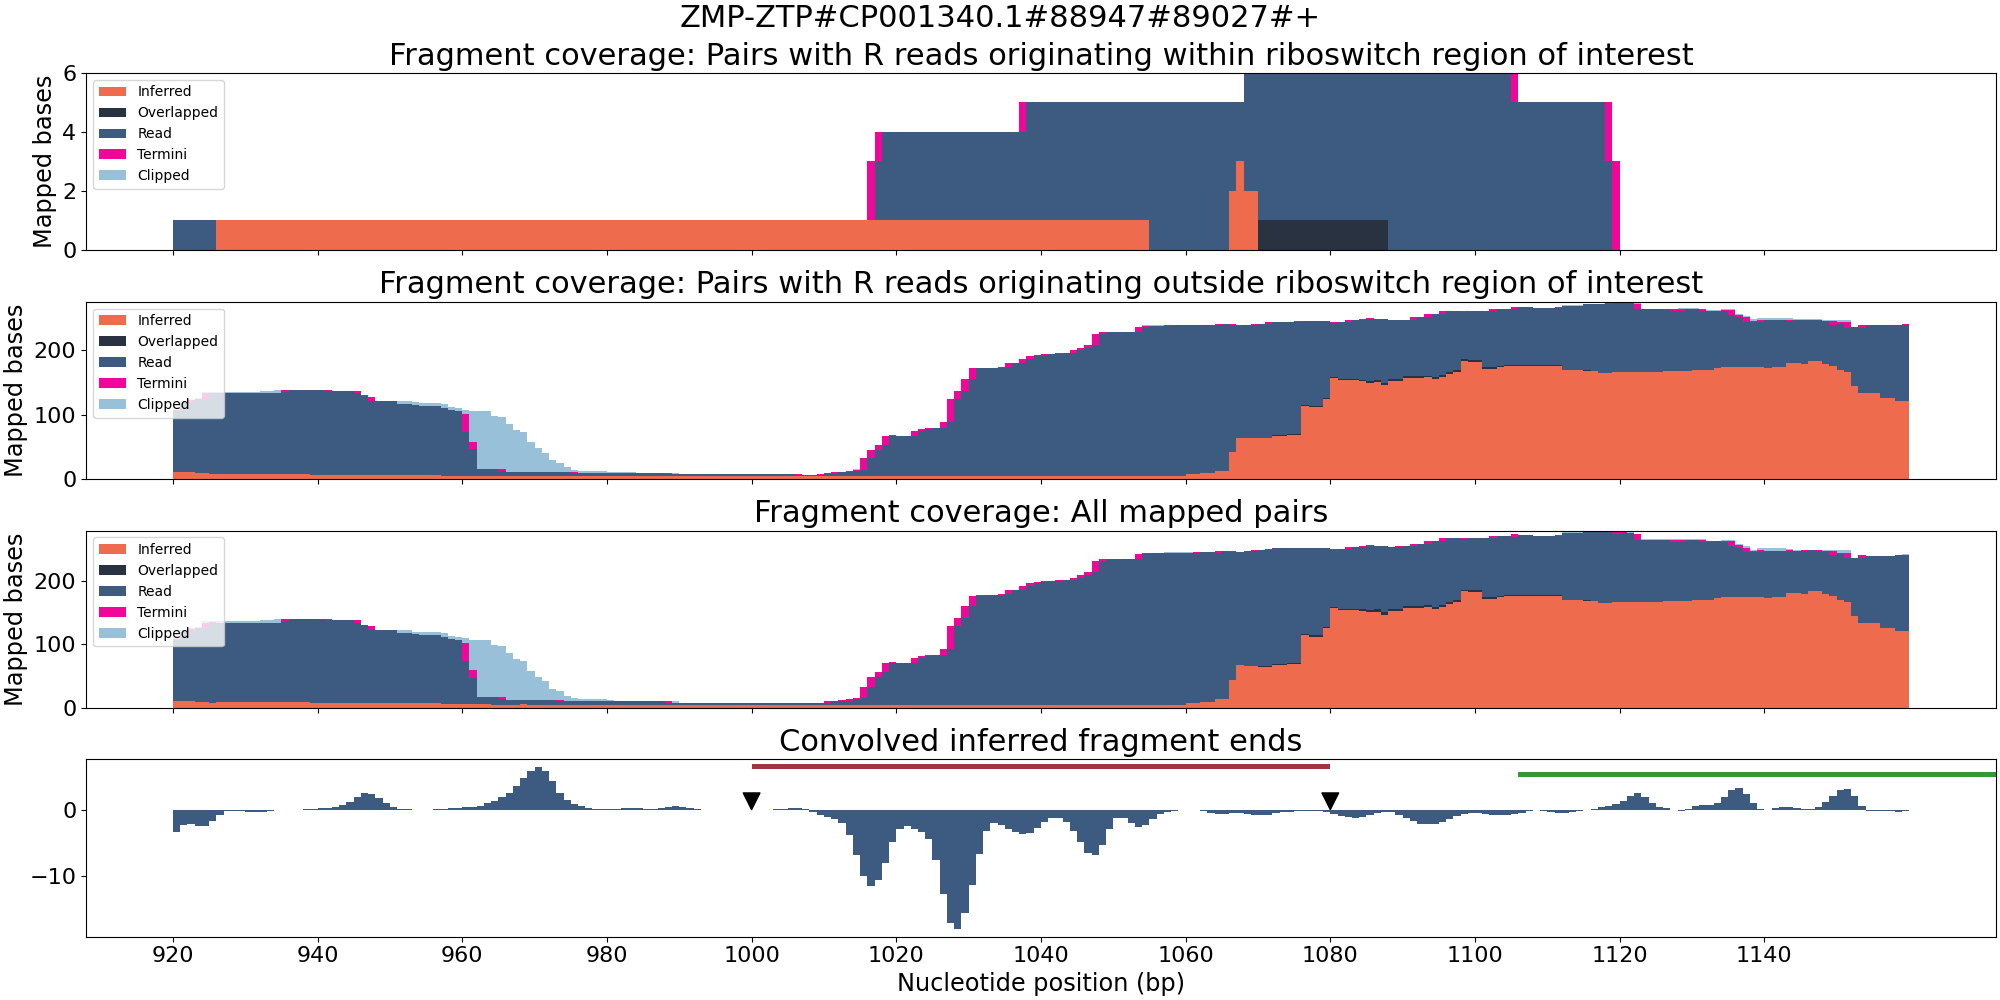 ZMP-ZTP#CP001340.1#88947#89027#+
Fragment coverage: Pairs with R reads originating within riboswitch region of interest
Mapped bases
6
4
2
0
Inferred
Overlapped
Read
Termini
Clipped
Fragment coverage: Pairs with R reads originating outside riboswitch region of interest
Mapped bases
200
100
0
Inferred
Overlapped
Read
Termini
Clipped
Fragment coverage: All mapped pairs
Mapped bases
200
100
0
Inferred
Overlapped
Read
Termini
Clipped
Convolved inferred fragment ends
0
−10
920 940 960 980 1000 1020 1040 1060 1080 1100 1120 1140
Nucleotide position (bp)